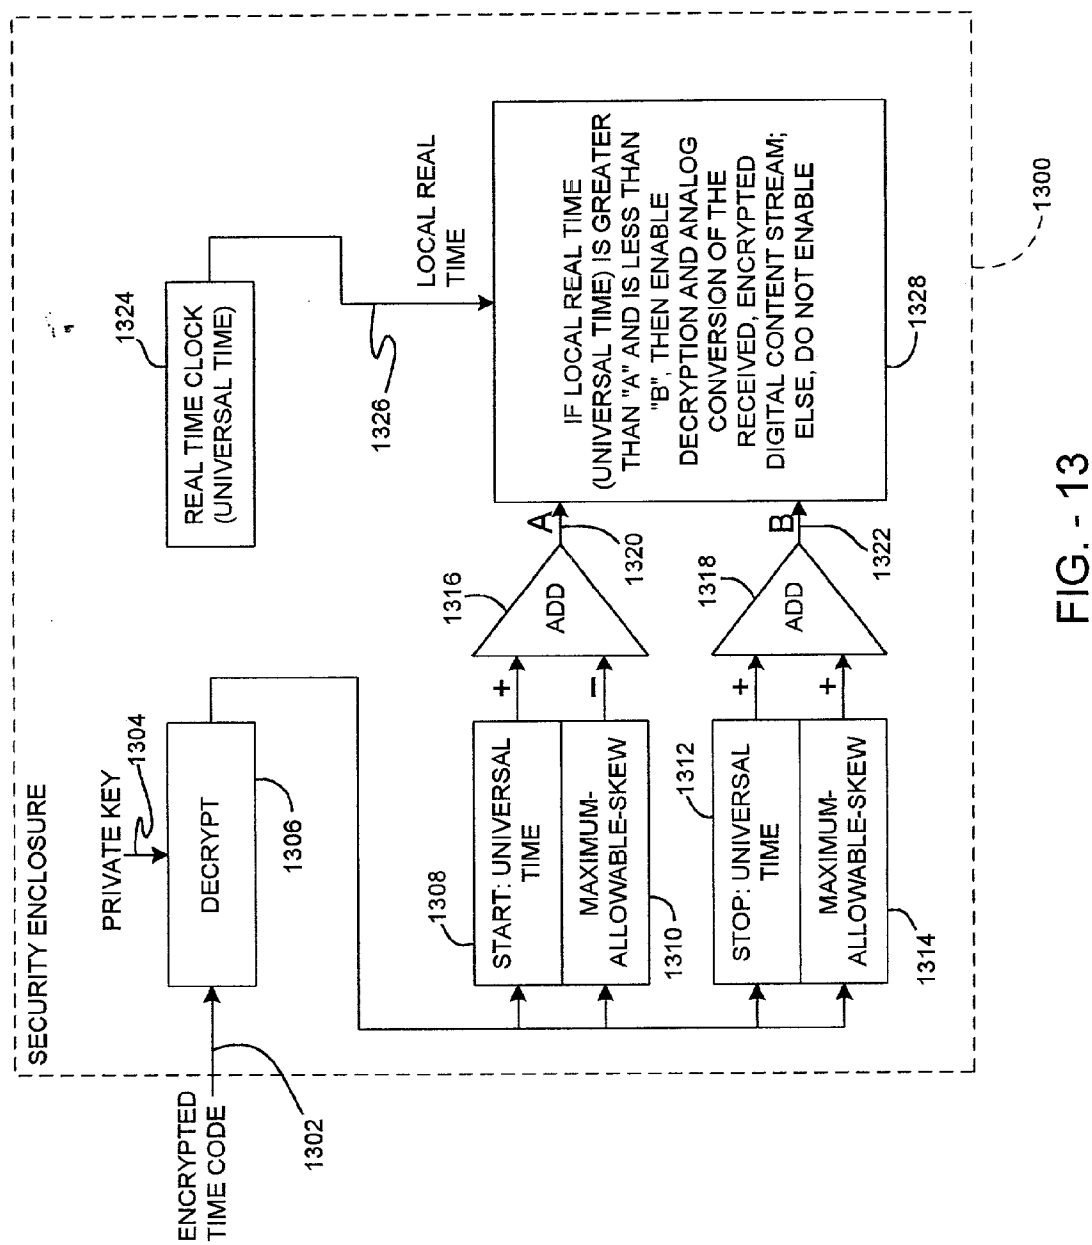 SECURITY ENCLOSURE
PRIVATE KEY
1304
ENCRYPTED
TIME CODE
1302
DECRYPT
1306
1324
REAL TIME CLOCK
(UNIVERSAL TIME)
1326
LOCAL REAL
TIME
1308
START: UNIVERSAL
TIME
MAXIMUM-
ALLOWABLE-SKEW
1310
+
−
1316
ADD
A
1320
1312
STOP: UNIVERSAL
TIME
MAXIMUM-
ALLOWABLE-SKEW
1314
+
+
1318
ADD
B
1322
IF LOCAL REAL TIME
(UNIVERSAL TIME) IS GREATER
THAN "A" AND IS LESS THAN
"B", THEN ENABLE
DECRYPTION AND ANALOG
CONVERSION OF THE
RECEIVED, ENCRYPTED
DIGITAL CONTENT STREAM;
ELSE, DO NOT ENABLE
1328
1300
FIG. - 13